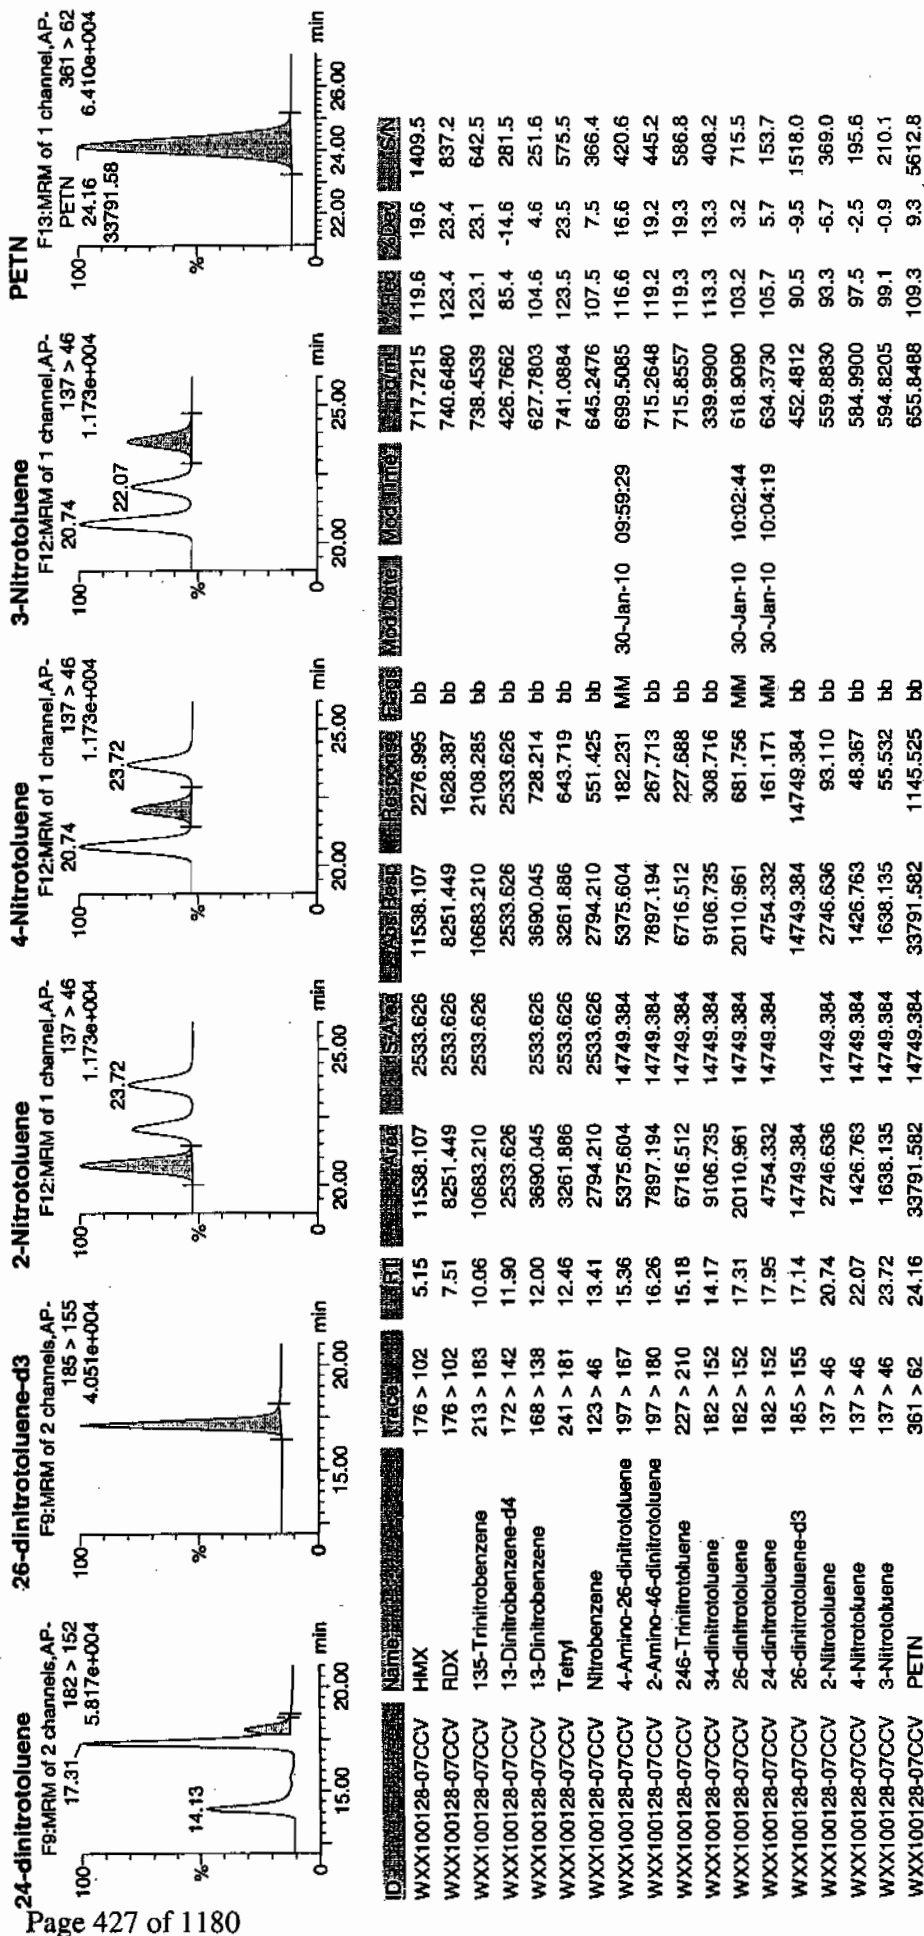 24-dinitrotoluene
F9:MRM of 2 channels,AP-
182 > 152
5.817e+004
17.31
14.13
100
%
0
15.00 20.00 min
26-dinitrotoluene-d3
F9:MRM of 2 channels,AP-
185 > 155
4.051e+004
100
%
0
15.00 20.00 min
2-Nitrotoluene
F12:MRM of 1 channel,AP-
137 > 46
1.173e+004
23.72
100
%
0
20.00 25.00 min
4-Nitrotoluene
F12:MRM of 1 channel,AP-
20.74 137 > 46
1.173e+004
23.72
100
%
0
20.00 25.00 min
3-Nitrotoluene
F12:MRM of 1 channel,AP-
20.74 137 > 46
1.173e+004
22.07
100
%
0
20.00 25.00 min
PETN
F13:MRM of 1 channel,AP-
PETN 361 > 62
24.16 6.410e+004
33791.58
100
%
0
22.00 24.00 26.00 min
ID Name Trace RT Area IS Area Abs.Resp Response Flags Mod.Date Mod.Time ng/mL %Rec %Dev S/N
WXX100128-07CCV HMX 176 > 102 5.15 11538.107 2533.626 11538.107 2276.995 bb 717.7215 119.6 19.6 1409.5
WXX100128-07CCV RDX 176 > 102 7.51 8251.449 2533.626 8251.449 1628.387 bb 740.6480 123.4 23.4 837.2
WXX100128-07CCV 135-Trinitrobenzene 213 > 183 10.06 10683.210 2533.626 10683.210 2108.285 bb 738.4539 123.1 23.1 642.5
WXX100128-07CCV 13-Dinitrobenzene-d4 172 > 142 11.90 2533.626 2533.626 2533.626 bb 426.7662 85.4 -14.6 281.5
WXX100128-07CCV 13-Dinitrobenzene 168 > 138 12.00 3690.045 2533.626 3690.045 728.214 bb 627.7803 104.6 4.6 251.6
WXX100128-07CCV Tetryl 241 > 181 12.46 3261.886 2533.626 3261.886 643.719 bb 741.0884 123.5 23.5 575.5
WXX100128-07CCV Nitrobenzene 123 > 46 13.41 2794.210 2533.626 2794.210 551.425 bb 645.2476 107.5 7.5 366.4
WXX100128-07CCV 4-Amino-26-dinitrotoluene 197 > 167 15.36 5375.604 14749.384 5375.604 182.231 MM 30-Jan-10 09:59:29 699.5085 116.6 16.6 420.6
WXX100128-07CCV 2-Amino-46-dinitrotoluene 197 > 180 16.26 7897.194 14749.384 7897.194 267.713 bb 715.2648 119.2 19.2 445.2
WXX100128-07CCV 246-Trinitrotoluene 227 > 210 15.18 6716.512 14749.384 6716.512 227.688 bb 715.8557 119.3 19.3 586.8
WXX100128-07CCV 34-dinitrotoluene 182 > 152 14.17 9106.735 14749.384 9106.735 308.716 bb 339.9900 113.3 13.3 408.2
WXX100128-07CCV 26-dinitrotoluene 182 > 152 17.31 20110.961 14749.384 20110.961 681.756 MM 30-Jan-10 10:02:44 618.9090 103.2 3.2 715.5
WXX100128-07CCV 24-dinitrotoluene 182 > 152 17.95 4754.332 14749.384 4754.332 161.171 MM 30-Jan-10 10:04:19 634.3730 105.7 5.7 153.7
WXX100128-07CCV 26-dinitrotoluene-d3 185 > 155 17.14 14749.384 14749.384 14749.384 bb 452.4812 90.5 -9.5 1518.0
WXX100128-07CCV 2-Nitrotoluene 137 > 46 20.74 2746.636 14749.384 2746.636 93.110 bb 559.8830 93.3 -6.7 369.0
WXX100128-07CCV 4-Nitrotoluene 137 > 46 22.07 1426.763 14749.384 1426.763 48.367 bb 584.9900 97.5 -2.5 195.6
WXX100128-07CCV 3-Nitrotoluene 137 > 46 23.72 1638.135 14749.384 1638.135 55.532 bb 594.8205 99.1 -0.9 210.1
WXX100128-07CCV PETN 361 > 62 24.16 33791.582 14749.384 33791.582 1145.525 bb 655.8488 109.3 9.3 5612.8
Page 427 of 1180